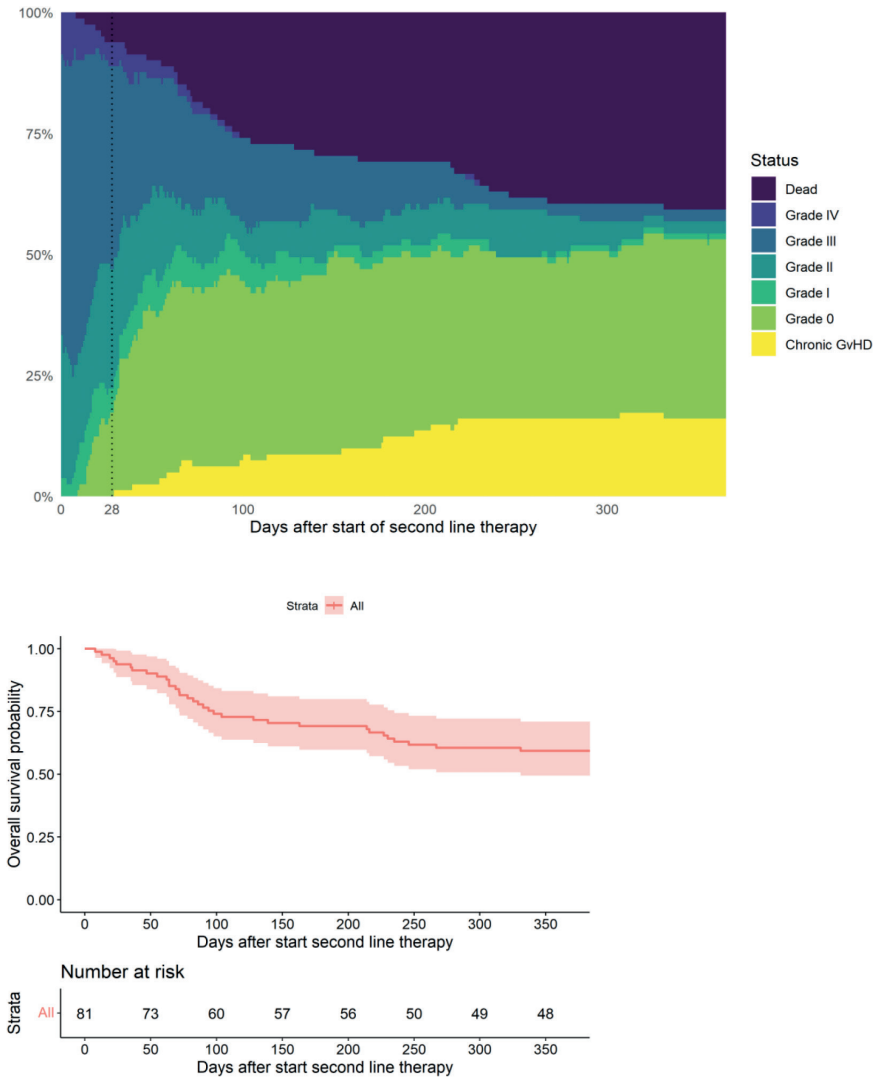 100%
75%
50%
25%
0%
0 28 100 200 300
Days after start of second line therapy
Status
Dead
Grade IV
Grade III
Grade II
Grade I
Grade 0
Chronic GvHD
Strata All
Overall survival probability
1.00
0.75
0.50
0.25
0.00
0 50 100 150 200 250 300 350
Days after start second line therapy
Number at risk
Strata
All 81 73 60 57 56 50 49 48
0 50 100 150 200 250 300 350
Days after start second line therapy